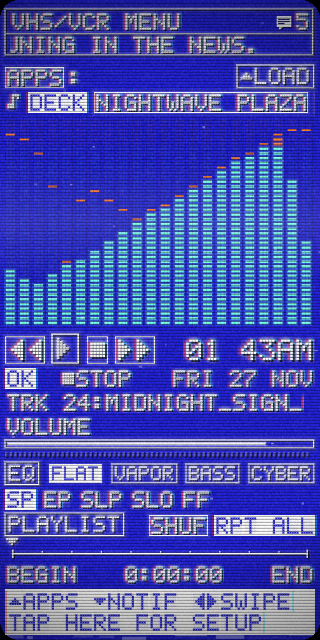 VHS/VCR MENU 5
JNING IN THE NEWS.
APPS: LOAD
DECK NIGHTWAVE PLAZA
01 43AM
OK STOP FRI 27 NOV
TRK 24:MIDNIGHT_SIGN_
VOLUME
EQ FLAT VAPOR BASS CYBER
SP EP SLP SLO FF
PLAYLIST SHUF RPT ALL
BEGIN 0:00:00 END
APPS NOTIF SWIPE
TAP HERE FOR SETUP